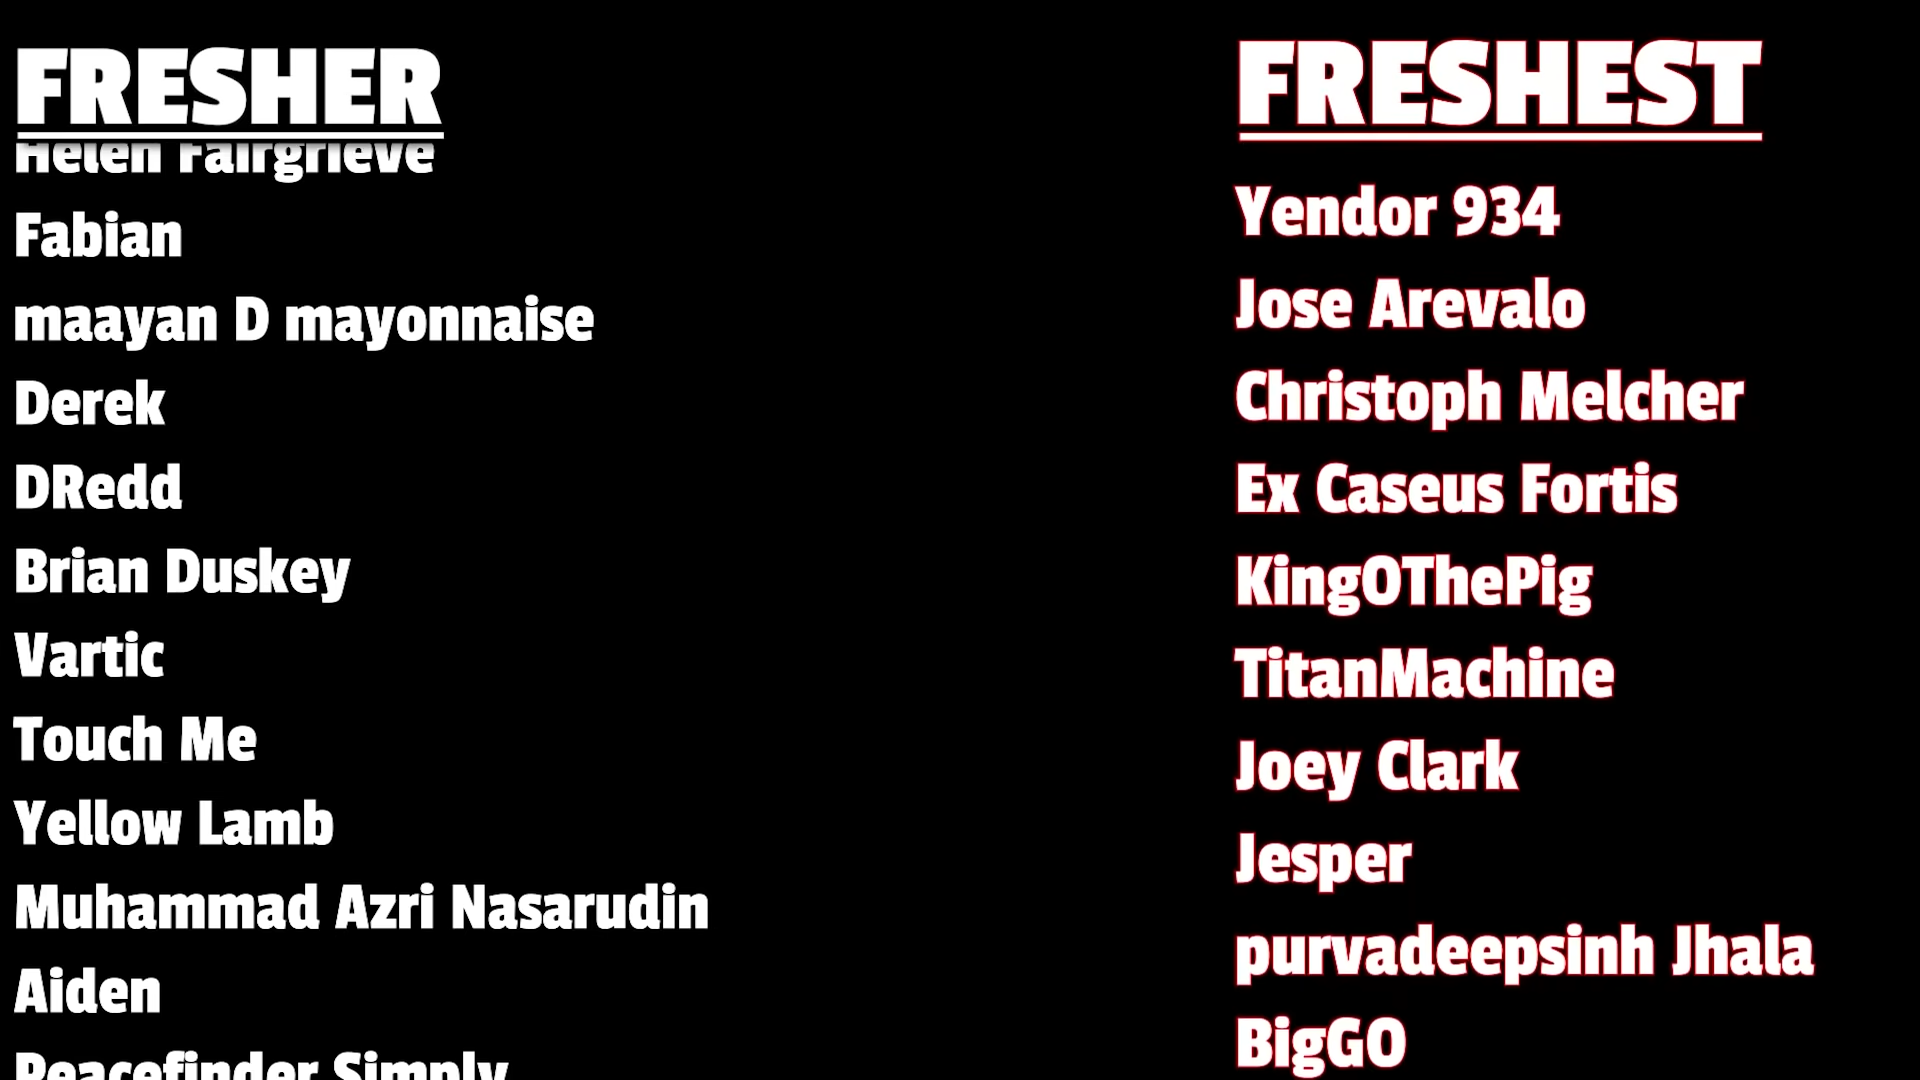 FRESHER
Helen Fairgrieve
Fabian
maayan D mayonnaise
Derek
DRedd
Brian Duskey
Vartic
Touch Me
Yellow Lamb
Muhammad Azri Nasarudin
Aiden
Peacefinder Simply
FRESHEST
Yendor 934
Jose Arevalo
Christoph Melcher
Ex Caseus Fortis
KingOThePig
TitanMachine
Joey Clark
Jesper
purvadeepsinh Jhala
BigGO